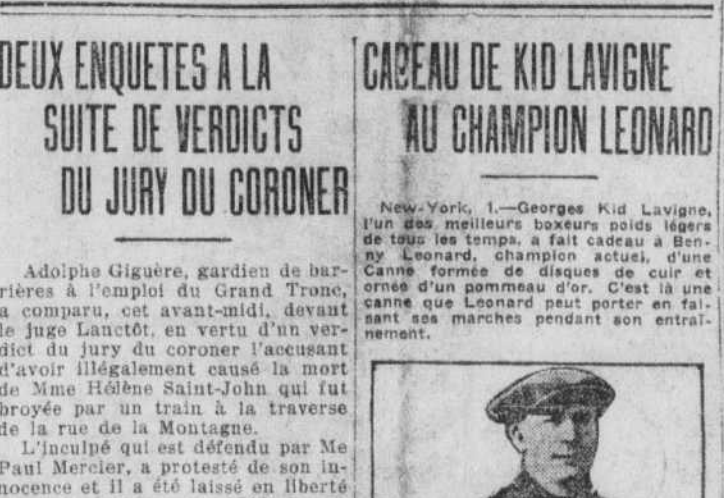 DEUX ENQUETES A LA
SUITE DE VERDICTS
DU JURY DU CORONER
Adolphe Giguère, gardien de bar-
rières à l'emploi du Grand Tronc,
a comparu, cet avant-midi, devant
le juge Lanctôt, en vertu d'un ver-
dict du jury du coroner l'accusant
d'avoir illégalement causé la mort
de Mme Hélène Saint-John qui fut
broyée par un train à la traverse
de la rue de la Montagne.
L'inculpé qui est défendu par Me
Paul Mercier, a protesté de son in-
nocence et il a été laissé en liberté
CADEAU DE KID LAVIGNE
AU CHAMPION LEONARD
New-York, 1.—Georges Kid Lavigne,
l'un des meilleurs boxeurs poids légers
de tous les temps, a fait cadeau à Ben-
ny Leonard, champion actuel, d'une
Canne formée de disques de cuir et
ornée d'un pommeau d'or. C'est là une
canne que Leonard peut porter en fai-
sant ses marches pendant son entraî-
nement.